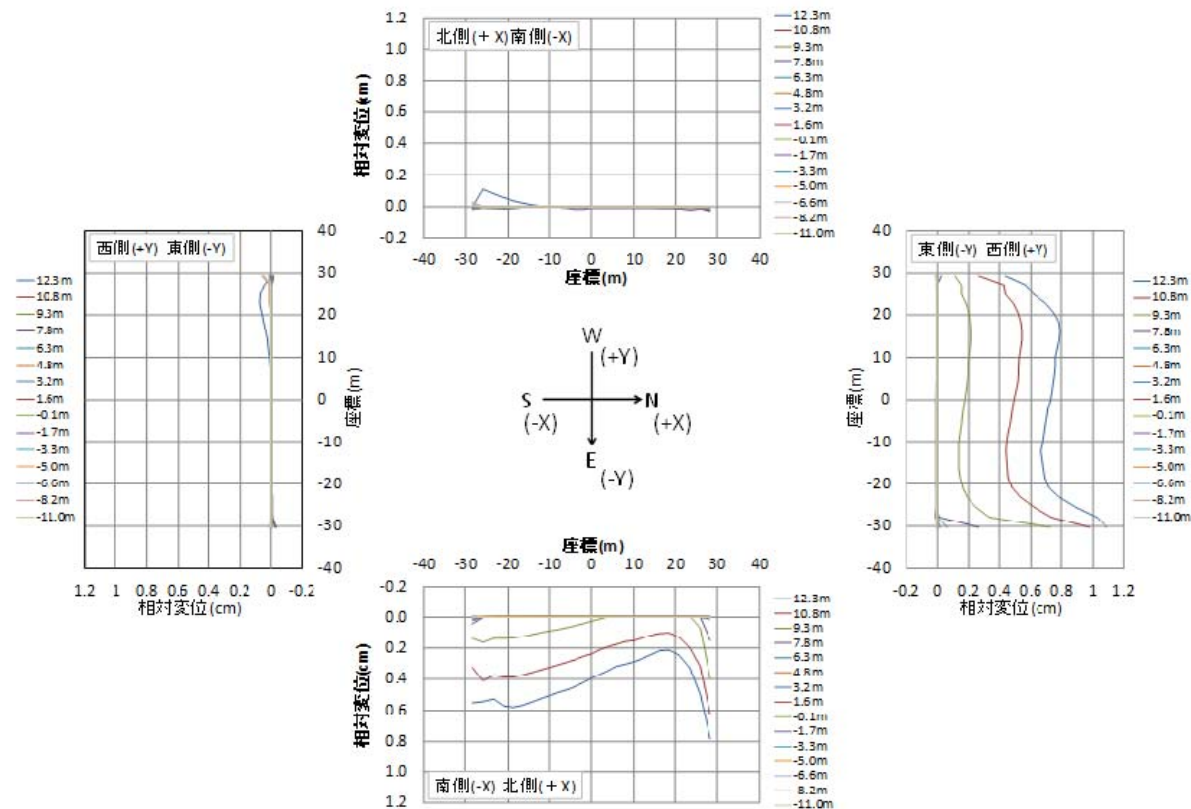 北側(＋X)南側(-X)
相対変位(cm)
1.2
1.0
0.8
0.6
0.4
0.2
0.0
-0.2
-40 -30 -20 -10 0 10 20 30 40
座標(m)
12.3m
10.8m
9.3m
7.8m
6.3m
4.8m
3.2m
1.6m
-0.1m
-1.7m
-3.3m
-5.0m
-6.6m
-8.2m
-11.0m
西側(+Y) 東側(-Y)
12.3m
10.8m
9.3m
7.8m
6.3m
4.8m
3.2m
1.6m
-0.1m
-1.7m
-3.3m
-5.0m
-6.6m
-8.2m
-11.0m
40
30
20
10
0
-10
-20
-30
-40
座標(m)
1.2 1 0.8 0.6 0.4 0.2 0 -0.2
相対変位(cm)
W
(+Y)
S
(-X)
N
(+X)
E
(-Y)
東側(-Y) 西側(+Y)
座標(m)
40
30
20
10
0
-10
-20
-30
-40
-0.2 0 0.2 0.4 0.6 0.8 1 1.2
相対変位(cm)
12.3m
10.8m
9.3m
7.8m
6.3m
4.8m
3.2m
1.6m
-0.1m
-1.7m
-3.3m
-5.0m
-6.6m
-8.2m
-11.0m
座標(m)
-40 -30 -20 -10 0 10 20 30 40
相対変位(cm)
-0.2
0.0
0.2
0.4
0.6
0.8
1.0
1.2
南側(-X) 北側(＋X)
12.3m
10.8m
9.3m
7.8m
6.3m
4.8m
3.2m
1.6m
-0.1m
-1.7m
-3.3m
-5.0m
-6.6m
8.2m
-11.0m